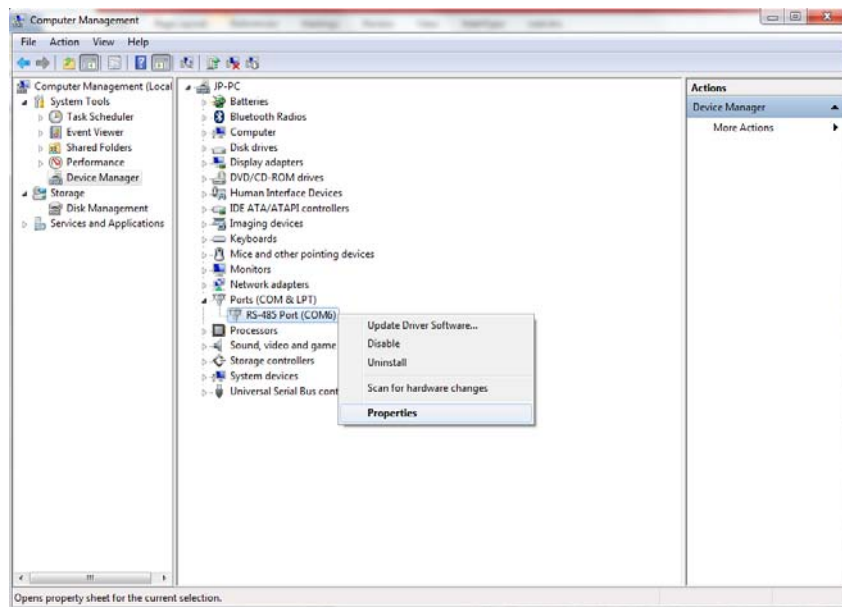 Computer Management
File Action View Help
Computer Management (Local
System Tools
Task Scheduler
Event Viewer
Shared Folders
Performance
Device Manager
Storage
Disk Management
Services and Applications
JP-PC
Batteries
Bluetooth Radios
Computer
Disk drives
Display adapters
DVD/CD-ROM drives
Human Interface Devices
IDE ATA/ATAPI controllers
Imaging devices
Keyboards
Mice and other pointing devices
Monitors
Network adapters
Ports (COM & LPT)
RS-485 Port (COM6)
Processors
Sound, video and game
Storage controllers
System devices
Universal Serial Bus cont
Update Driver Software...
Disable
Uninstall
Scan for hardware changes
Properties
Actions
Device Manager
More Actions
Opens property sheet for the current selection.